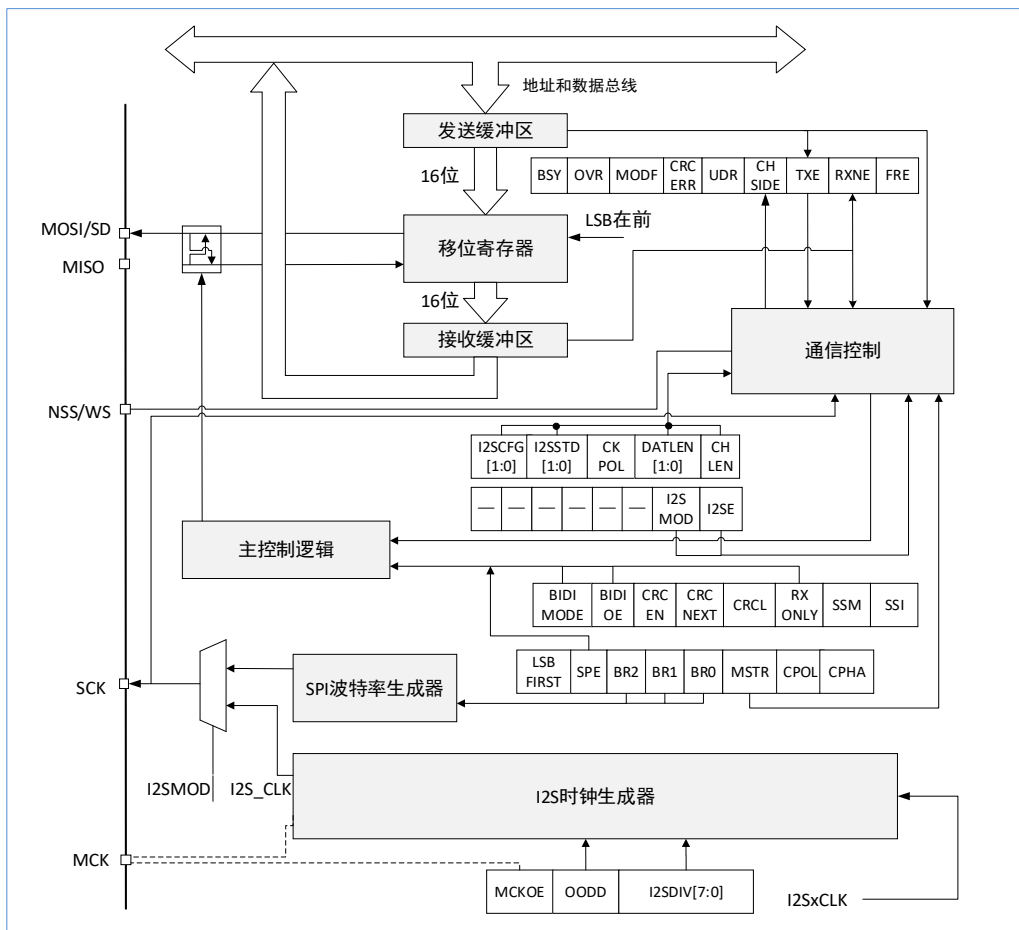 地址和数据总线
发送缓冲区
16位
BSY OVR MODF CRC ERR UDR CH SIDE TXE RXNE FRE
MOSI/SD
LSB在前
移位寄存器
MISO
16位
接收缓冲区
通信控制
NSS/WS
I2SCFG [1:0] I2SSTD [1:0] CK POL DATLEN [1:0] CH LEN
— — — — — — I2S MOD I2SE
主控制逻辑
BIDI MODE BIDI OE CRC EN CRC NEXT CRCL RX ONLY SSM SSI
LSB FIRST SPE BR2 BR1 BR0 MSTR CPOL CPHA
SCK
SPI波特率生成器
I2SMOD
I2S_CLK
I2S时钟生成器
MCK
MCKOE OODD I2SDIV[7:0]
I2SxCLK